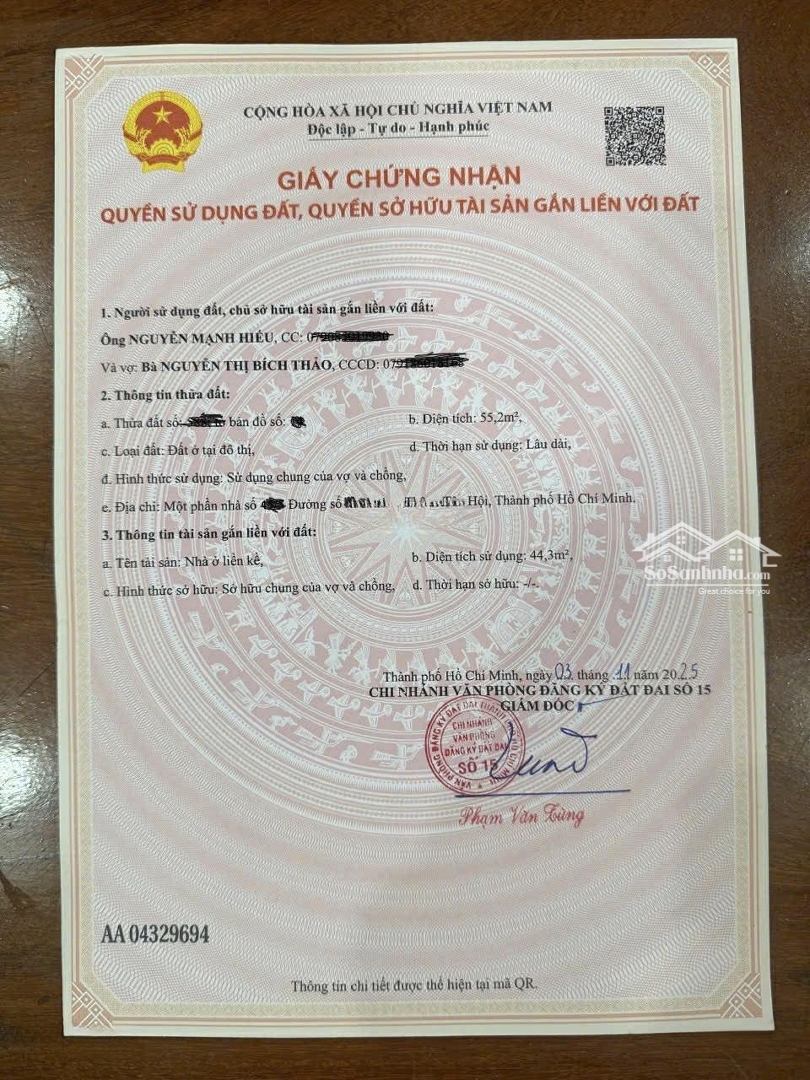 CỘNG HÒA XÃ HỘI CHỦ NGHĨA VIỆT NAM
Độc lập - Tự do - Hạnh phúc
GIẤY CHỨNG NHẬN
QUYỀN SỬ DỤNG ĐẤT, QUYỀN SỞ HỮU TÀI SẢN GẮN LIỀN VỚI ĐẤT
1. Người sử dụng đất, chủ sở hữu tài sản gắn liền với đất:
Ông NGUYỄN MẠNH HIẾU, CC:
Và vợ: Bà NGUYỄN THỊ BÍCH THẢO, CCCD:
2. Thông tin thửa đất:
a. Thửa đất số: bản đồ số:
b. Diện tích: 55,2m²,
c. Loại đất: Đất ở tại đô thị,
d. Thời hạn sử dụng: Lâu dài,
đ. Hình thức sử dụng: Sử dụng chung của vợ và chồng,
e. Địa chỉ: Một phần nhà số Đường số Hội, Thành phố Hồ Chí Minh.
3. Thông tin tài sản gắn liền với đất:
a. Tên tài sản: Nhà ở liền kề,
b. Diện tích sử dụng: 44,3m²,
c. Hình thức sở hữu: Sở hữu chung của vợ và chồng,
d. Thời hạn sở hữu: -/-.
SoSanhnha.com
Great choice for you
Thành phố Hồ Chí Minh, ngày 03 tháng 11 năm 2025
CHI NHÁNH VĂN PHÒNG ĐĂNG KÝ ĐẤT ĐAI SỐ 15
GIÁM ĐỐC
CHI NHÁNH
VĂN PHÒNG
ĐĂNG KÝ ĐẤT ĐAI
SỐ 15
Phạm Văn Tùng
AA 04329694
Thông tin chi tiết được thể hiện tại mã QR.